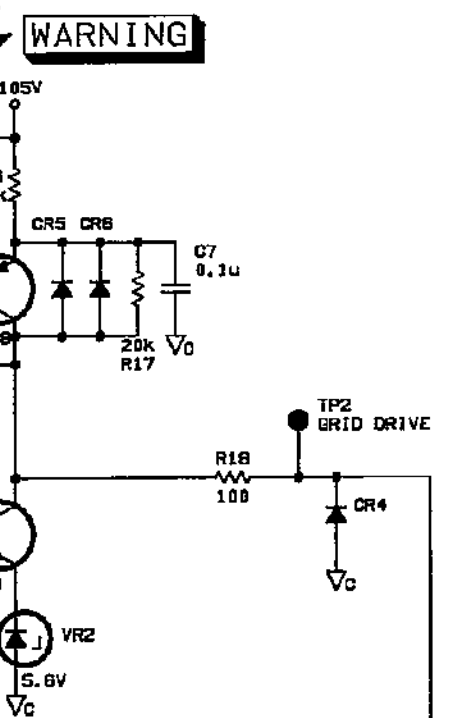 WARNING
105V
CR5 CR6
C7
0.1u
20k
R17
C
TP2
GRID DRIVE
R18
100
CR4
C
VR2
5.6V
C